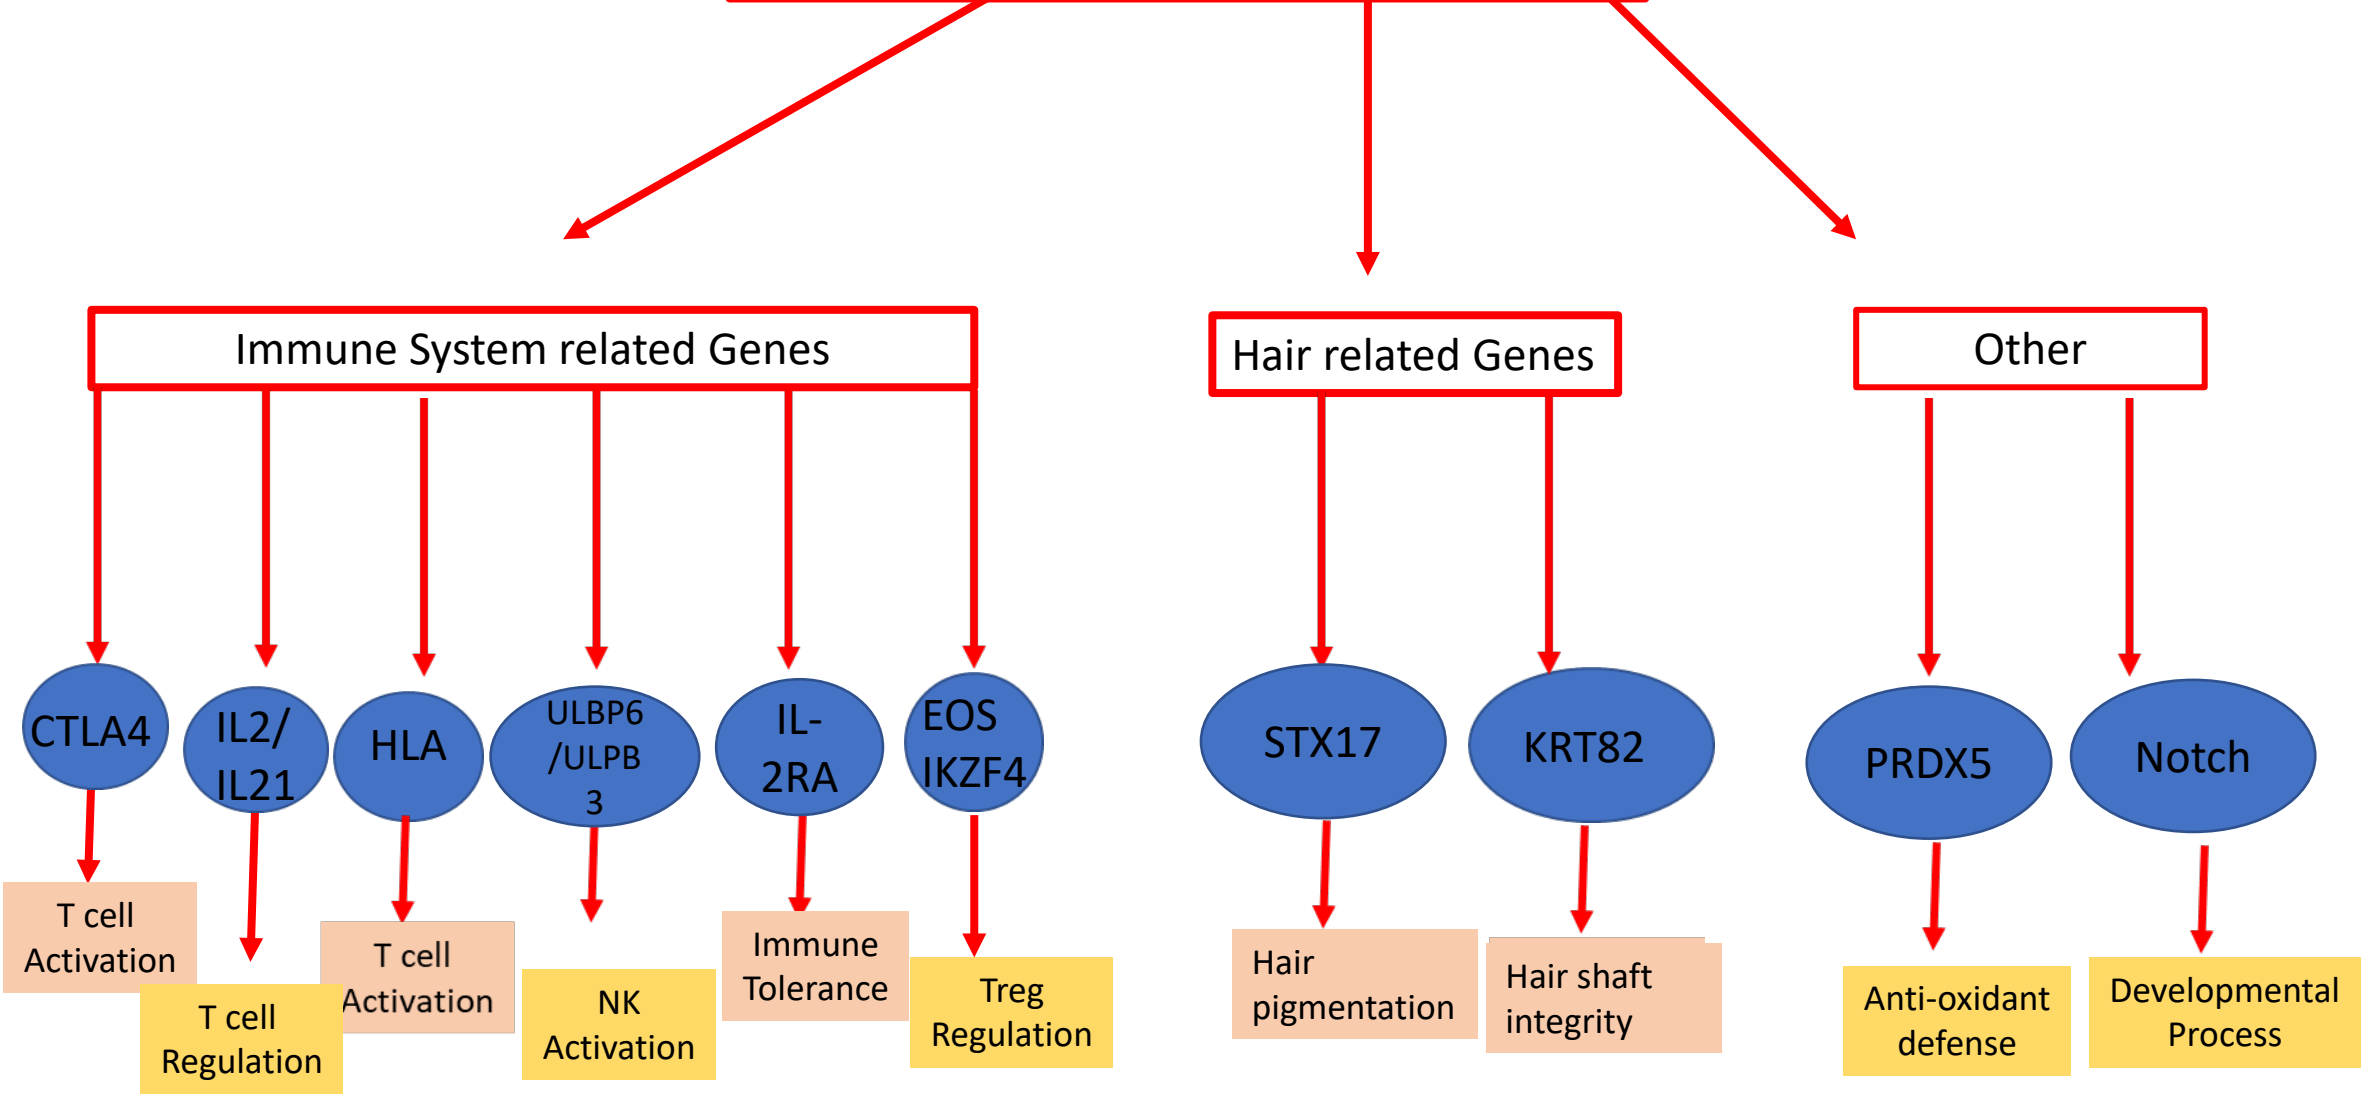 Immune System related Genes
Hair related Genes
Other
CTLA4
IL2/
IL21
HLA
ULBP6
/ULPB
3
IL-
2RA
EOS
IKZF4
STX17
KRT82
PRDX5
Notch
T cell
Activation
T cell
Regulation
T cell
Activation
NK
Activation
Immune
Tolerance
Treg
Regulation
Hair
pigmentation
Hair shaft
integrity
Anti-oxidant
defense
Developmental
Process